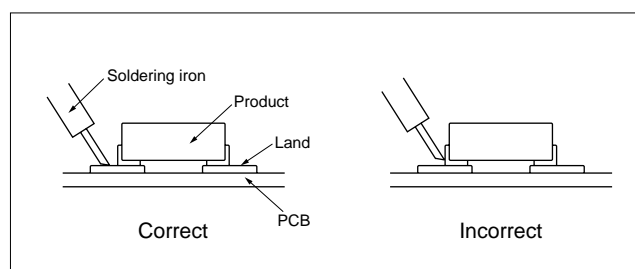 Soldering iron
Product
Land
PCB
Correct
Incorrect